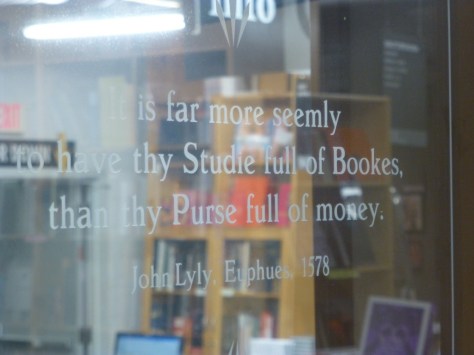 It is far more seemly
to have thy Studie full of Bookes,
than thy Purse full of money.
John Lyly, Euphues, 1578
EXIT